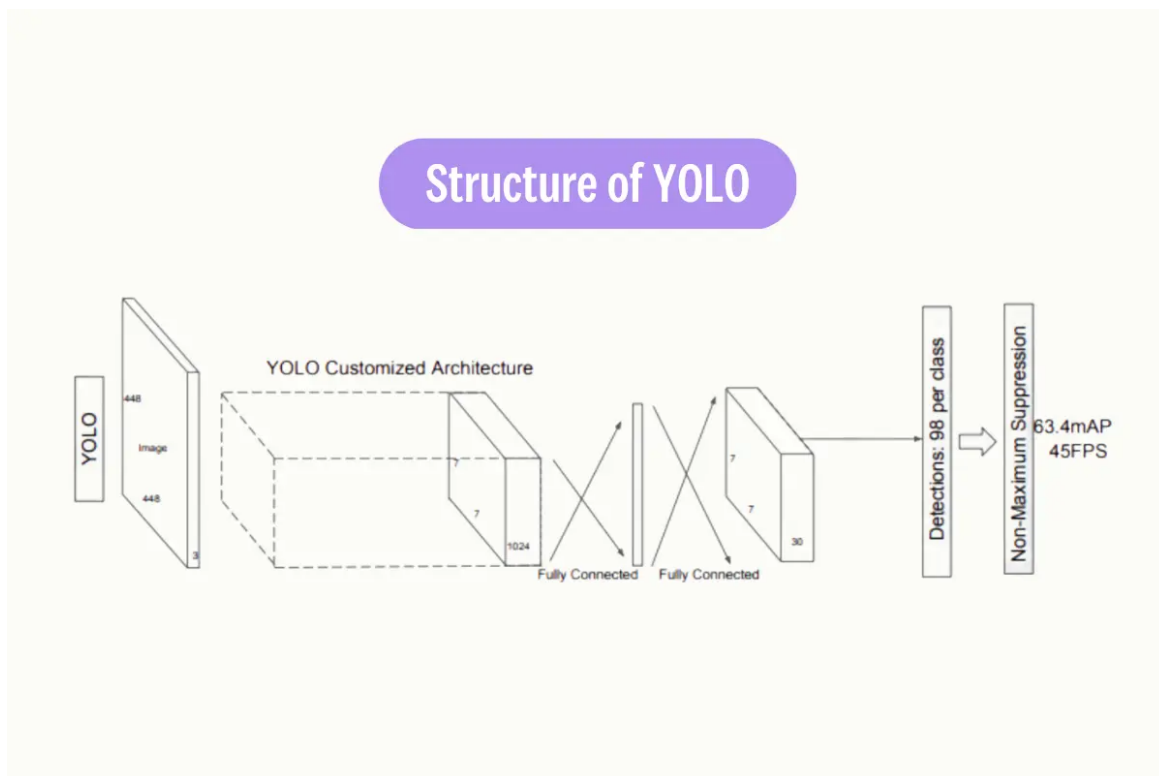 Structure of YOLO
YOLO
448
Image
448
3
YOLO Customized Architecture
7
7
1024
Fully Connected
Fully Connected
7
7
30
Detections: 98 per class
Non-Maximum Suppression
63.4mAP
45FPS